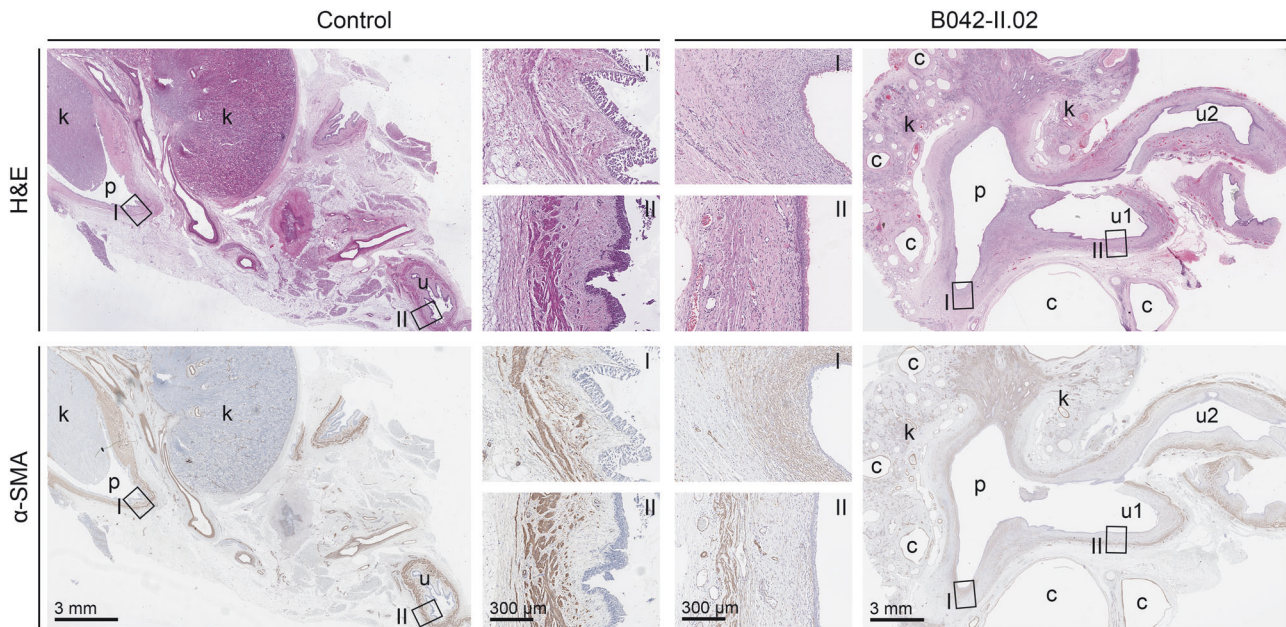 Control
B042-II.02
H&E
k
k
p
I
u
II
I
II
I
II
c
k
k
c
c
p
u2
u1
II
I
c
c
α-SMA
k
k
p
I
u
II
3 mm
I
II
300 µm
I
II
300 µm
c
k
k
c
c
p
u2
u1
II
I
c
c
3 mm